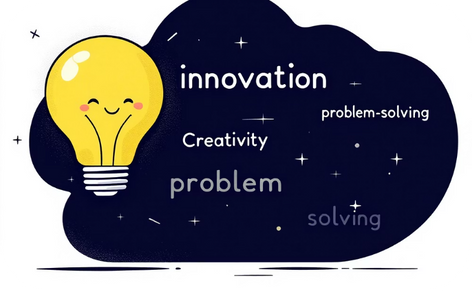 innovation
problem-solving
Creativity
problem
solving